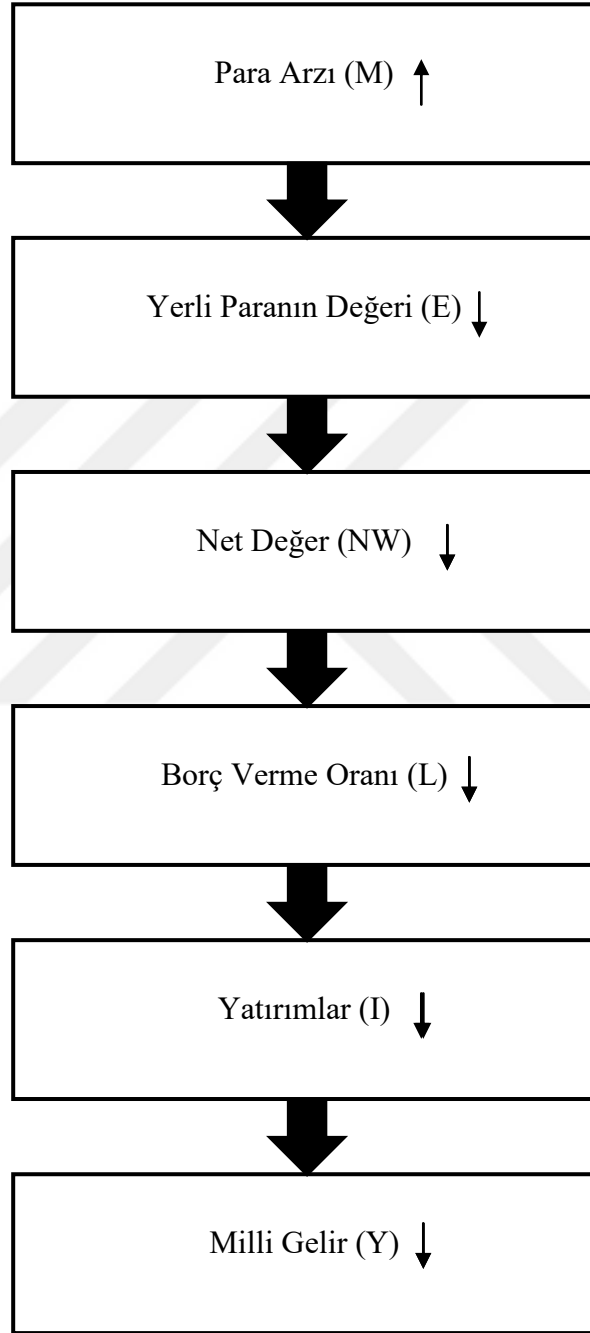 Para Arzı (M) ↑
Yerli Paranın Değeri (E) ↓
Net Değer (NW) ↓
Borç Verme Oranı (L) ↓
Yatırımlar (I) ↓
Milli Gelir (Y) ↓